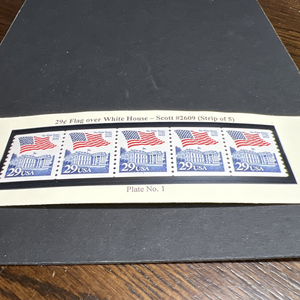 29¢ Flag over White House – Scott #2609 (Strip of 5)
29USA 29USA 29USA 29USA 29USA
Plate No. 1